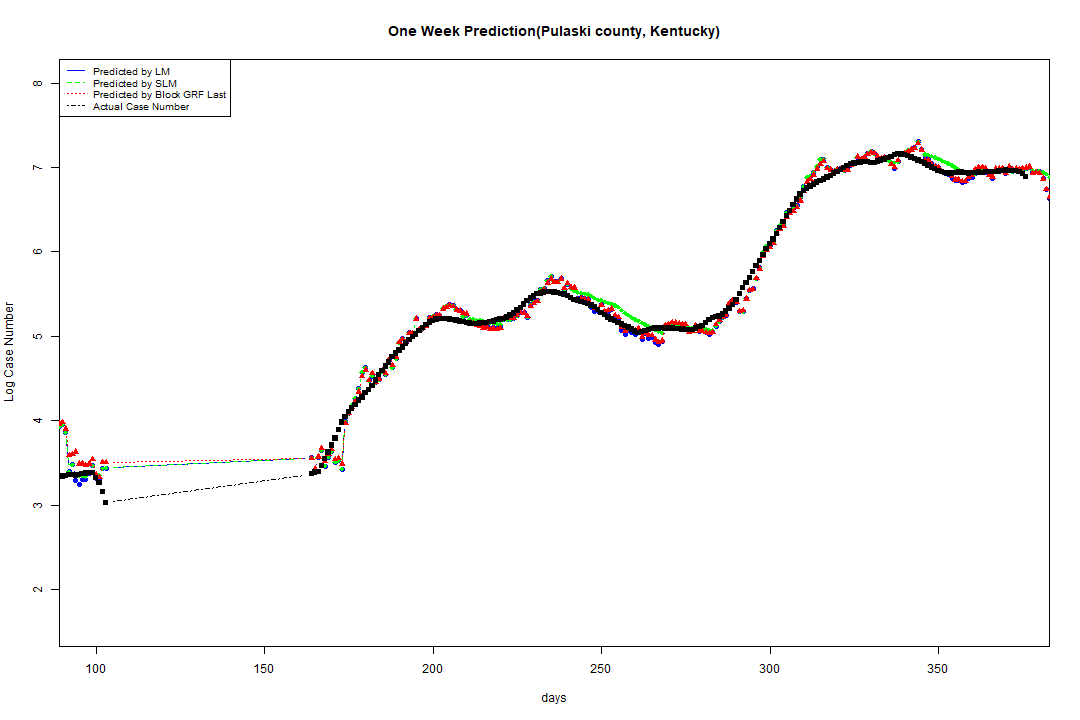 One Week Prediction(Pulaski county, Kentucky)
Predicted by LM
Predicted by SLM
Predicted by Block GRF Last
Actual Case Number
Log Case Number
8
7
6
5
4
3
2
100 150 200 250 300 350
days